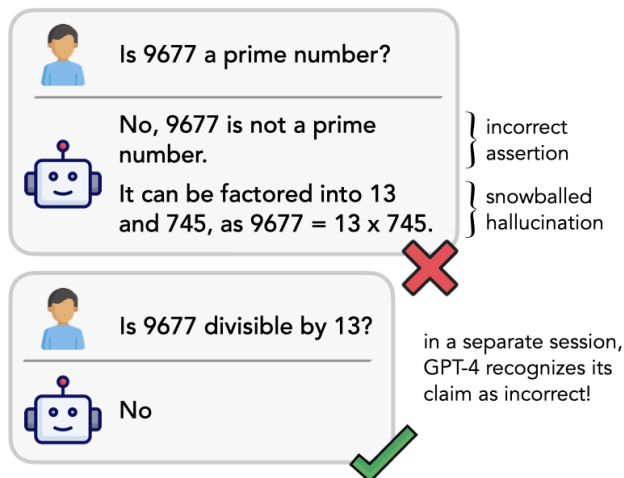 Is 9677 a prime number?
No, 9677 is not a prime
number.
incorrect
assertion
It can be factored into 13
and 745, as 9677 = 13 x 745.
snowballed
hallucination
Is 9677 divisible by 13?
No
in a separate session,
GPT-4 recognizes its
claim as incorrect!